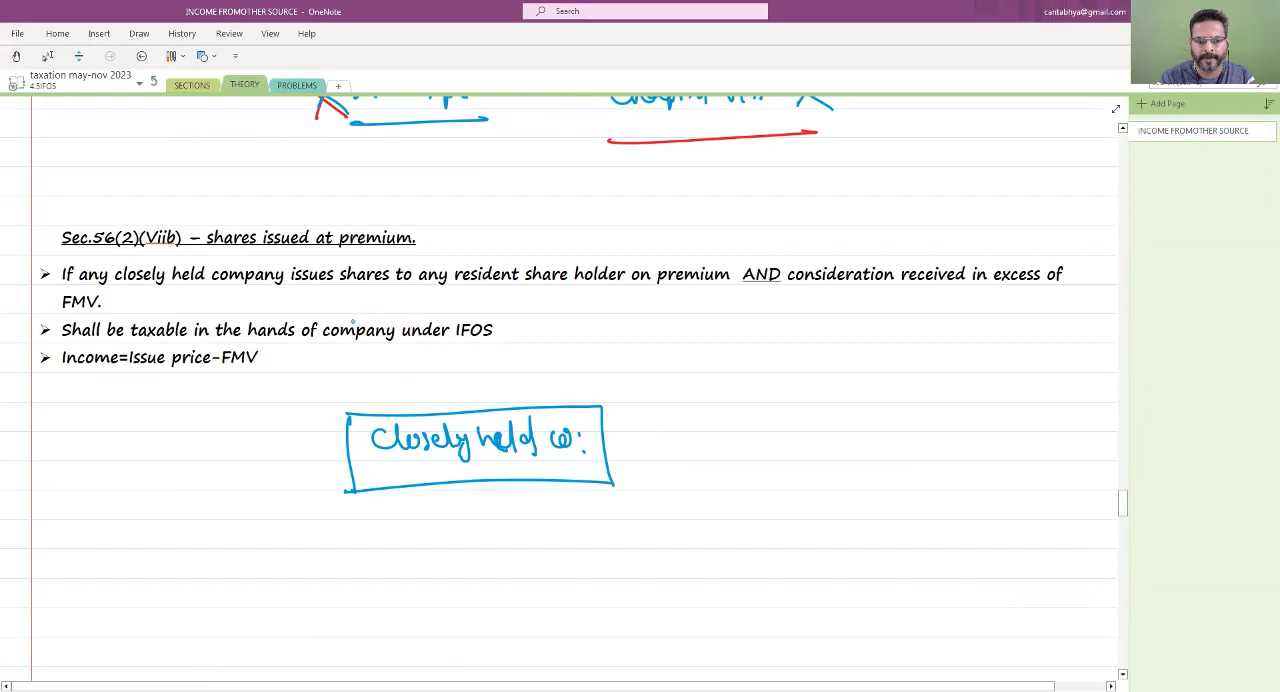 INCOME FROMOTHER SOURCE - OneNote
Search
cantabhya@gmail.com
File Home Insert Draw History Review View Help
taxation may-nov 2023
4.5IFOS
SECTIONS THEORY PROBLEMS +
+ Add Page
INCOME FROMOTHER SOURCE
Sec.56(2)(Viib) – shares issued at premium.
➢ If any closely held company issues shares to any resident share holder on premium AND consideration received in excess of
FMV.
➢ Shall be taxable in the hands of company under IFOS
➢ Income=Issue price-FMV
Closely held co: